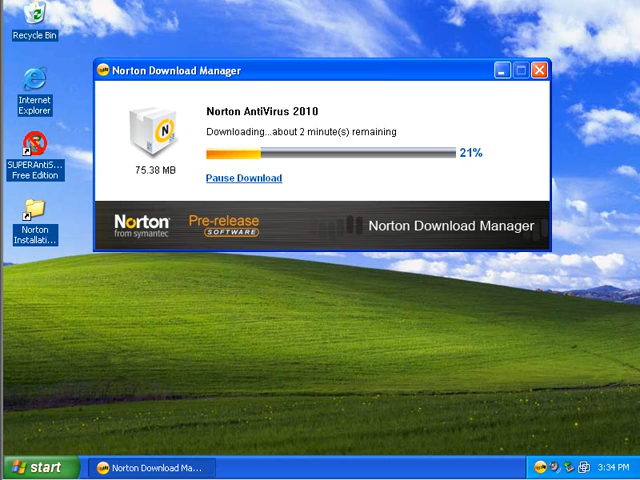 Recycle Bin
Internet
Explorer
SUPERAntiS...
Free Edition
Norton
Installati...
Norton Download Manager
Norton AntiVirus 2010
Downloading...about 2 minute(s) remaining
21%
75.38 MB
Pause Download
Norton
from symantec
Pre-release
SOFTWARE
Norton Download Manager
start
Norton Download Ma...
3:34 PM